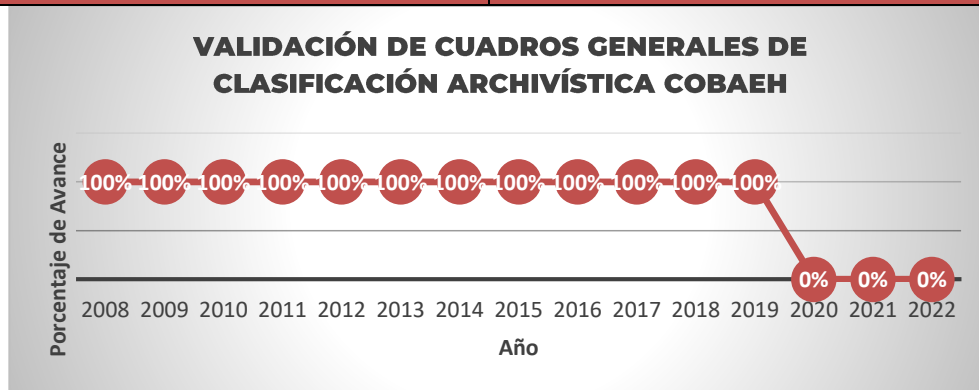 VALIDACIÓN DE CUADROS GENERALES DE
CLASIFICACIÓN ARCHIVÍSTICA COBAEH
Porcentaje de Avance
100% 100% 100% 100% 100% 100% 100% 100% 100% 100% 100% 100%
0% 0% 0%
2008 2009 2010 2011 2012 2013 2014 2015 2016 2017 2018 2019 2020 2021 2022
Año